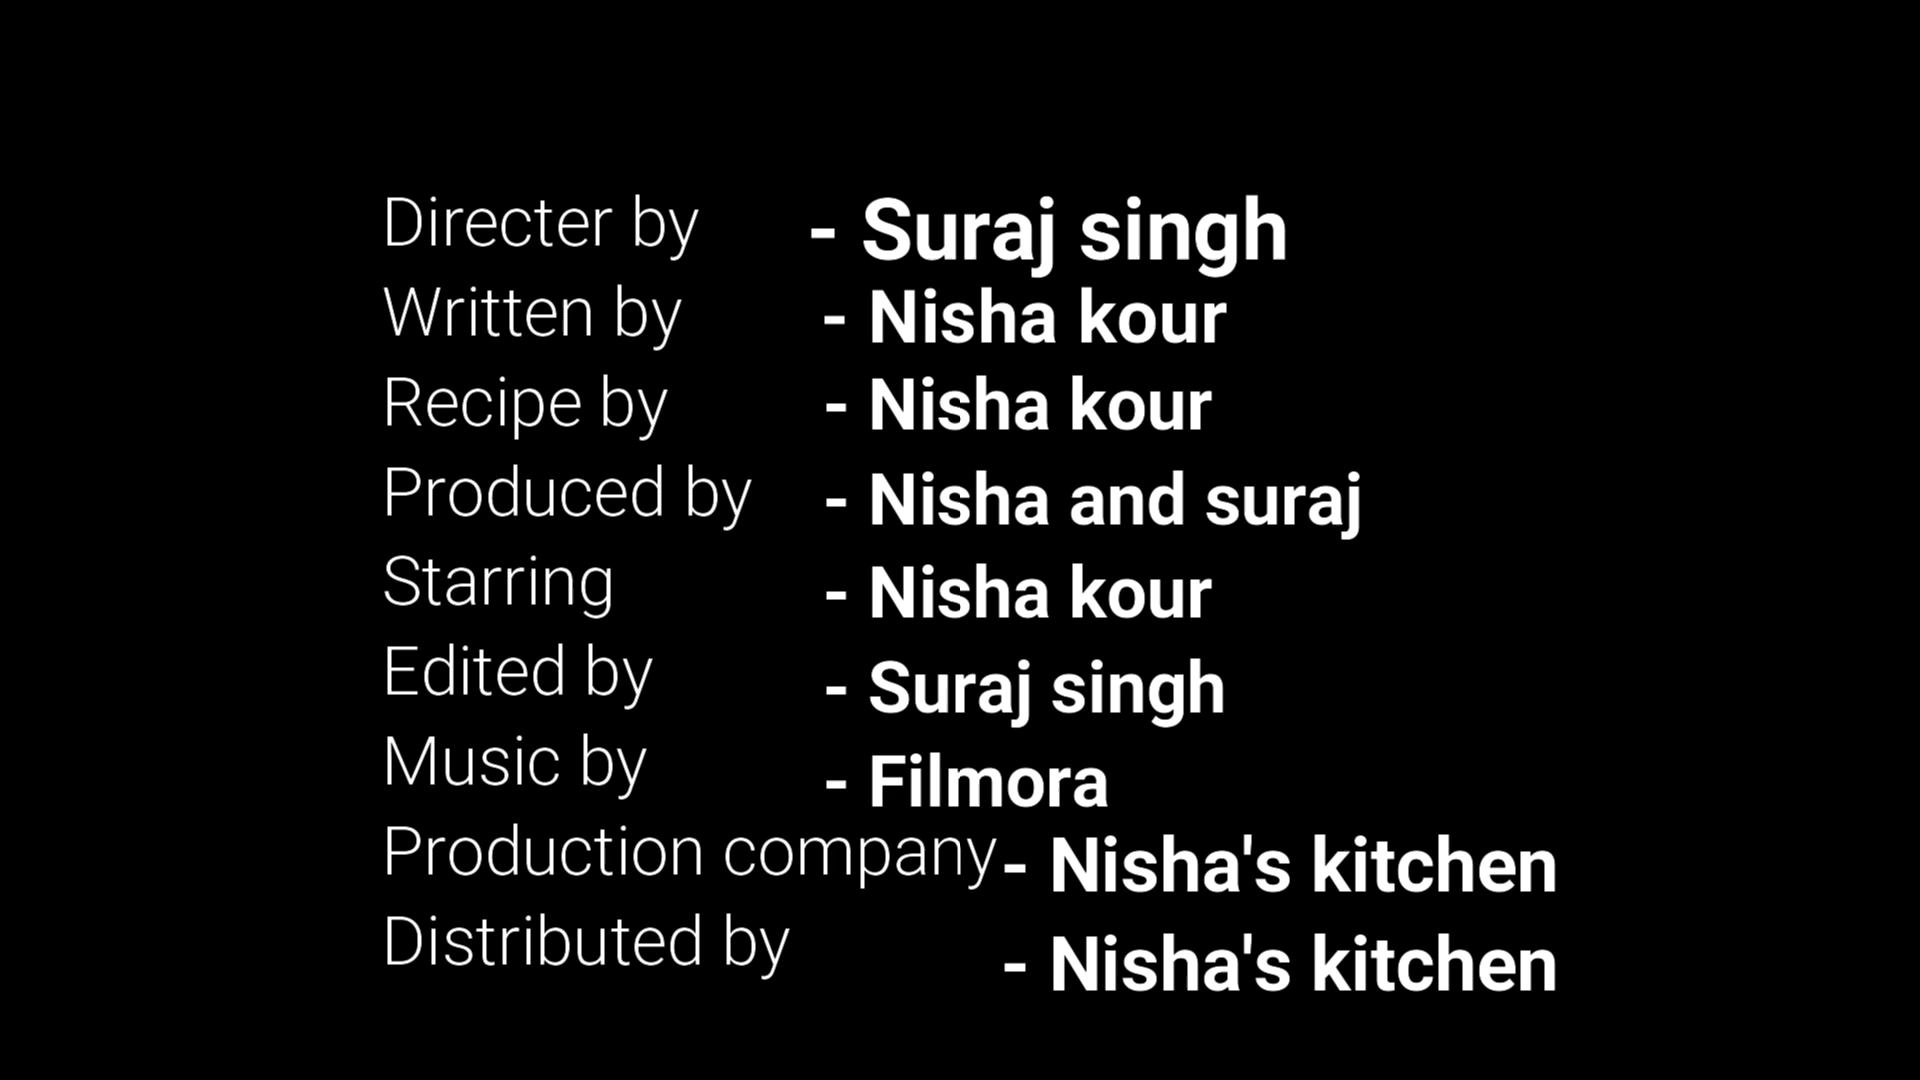 Directer by - Suraj singh
Written by - Nisha kour
Recipe by - Nisha kour
Produced by - Nisha and suraj
Starring - Nisha kour
Edited by - Suraj singh
Music by - Filmora
Production company - Nisha's kitchen
Distributed by - Nisha's kitchen